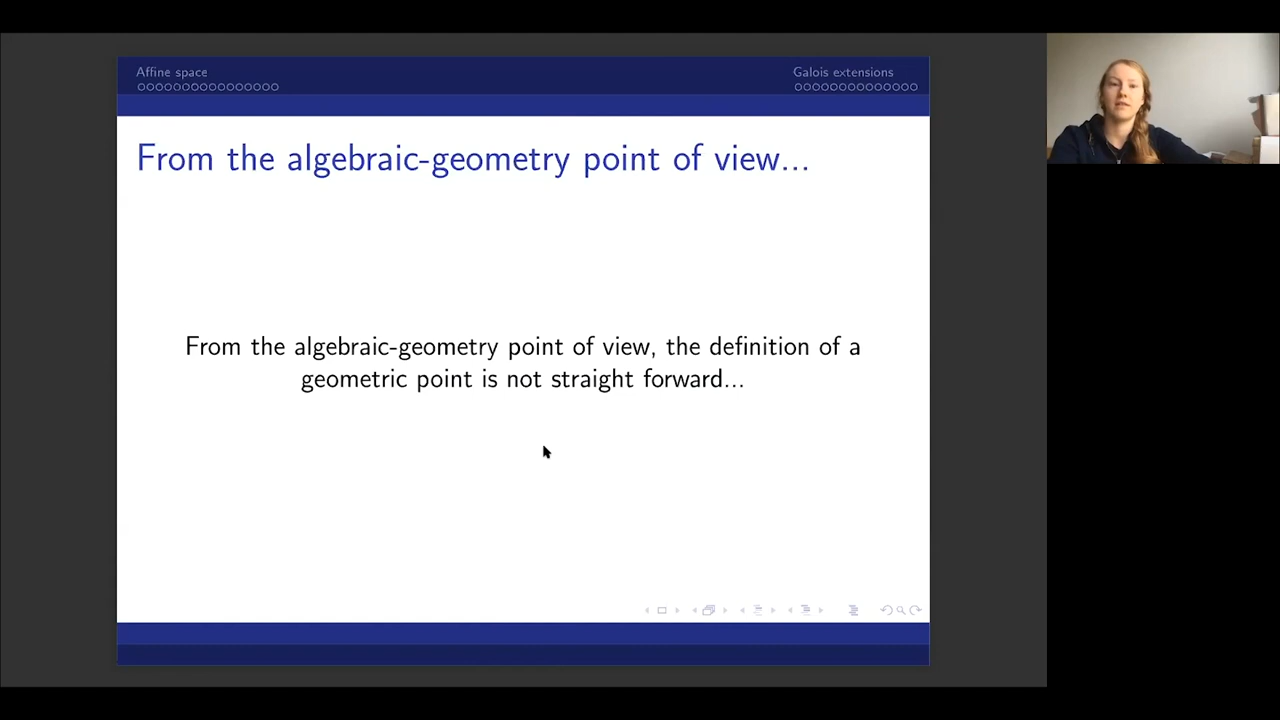 Affine space
Galois extensions
From the algebraic-geometry point of view...
From the algebraic-geometry point of view, the definition of a
geometric point is not straight forward...